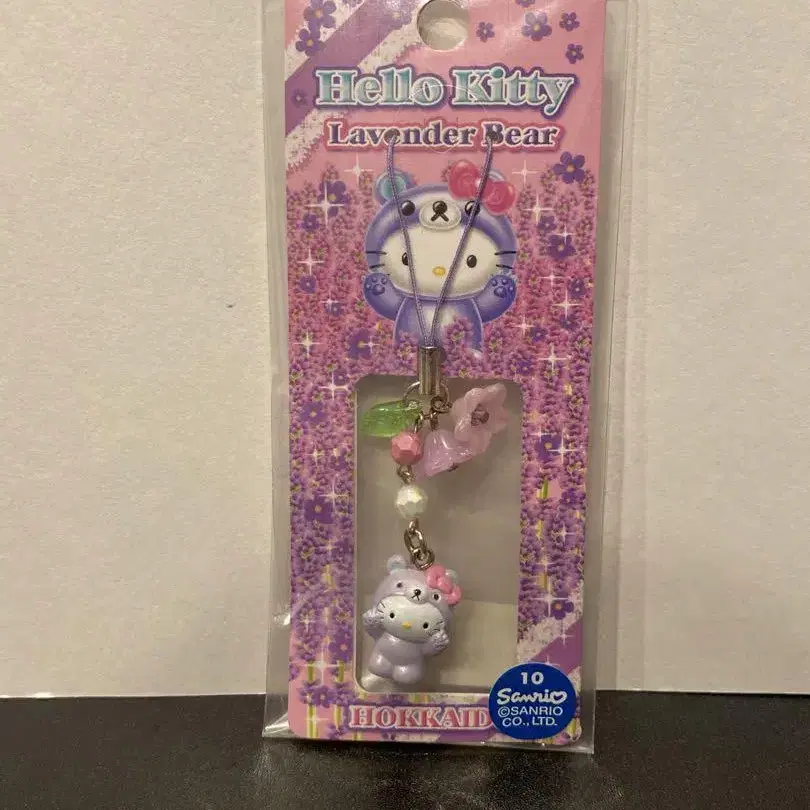 Hello Kitty
Lavender Bear
HOKKAID
10
Sanrio
©SANRIO
CO., LTD.